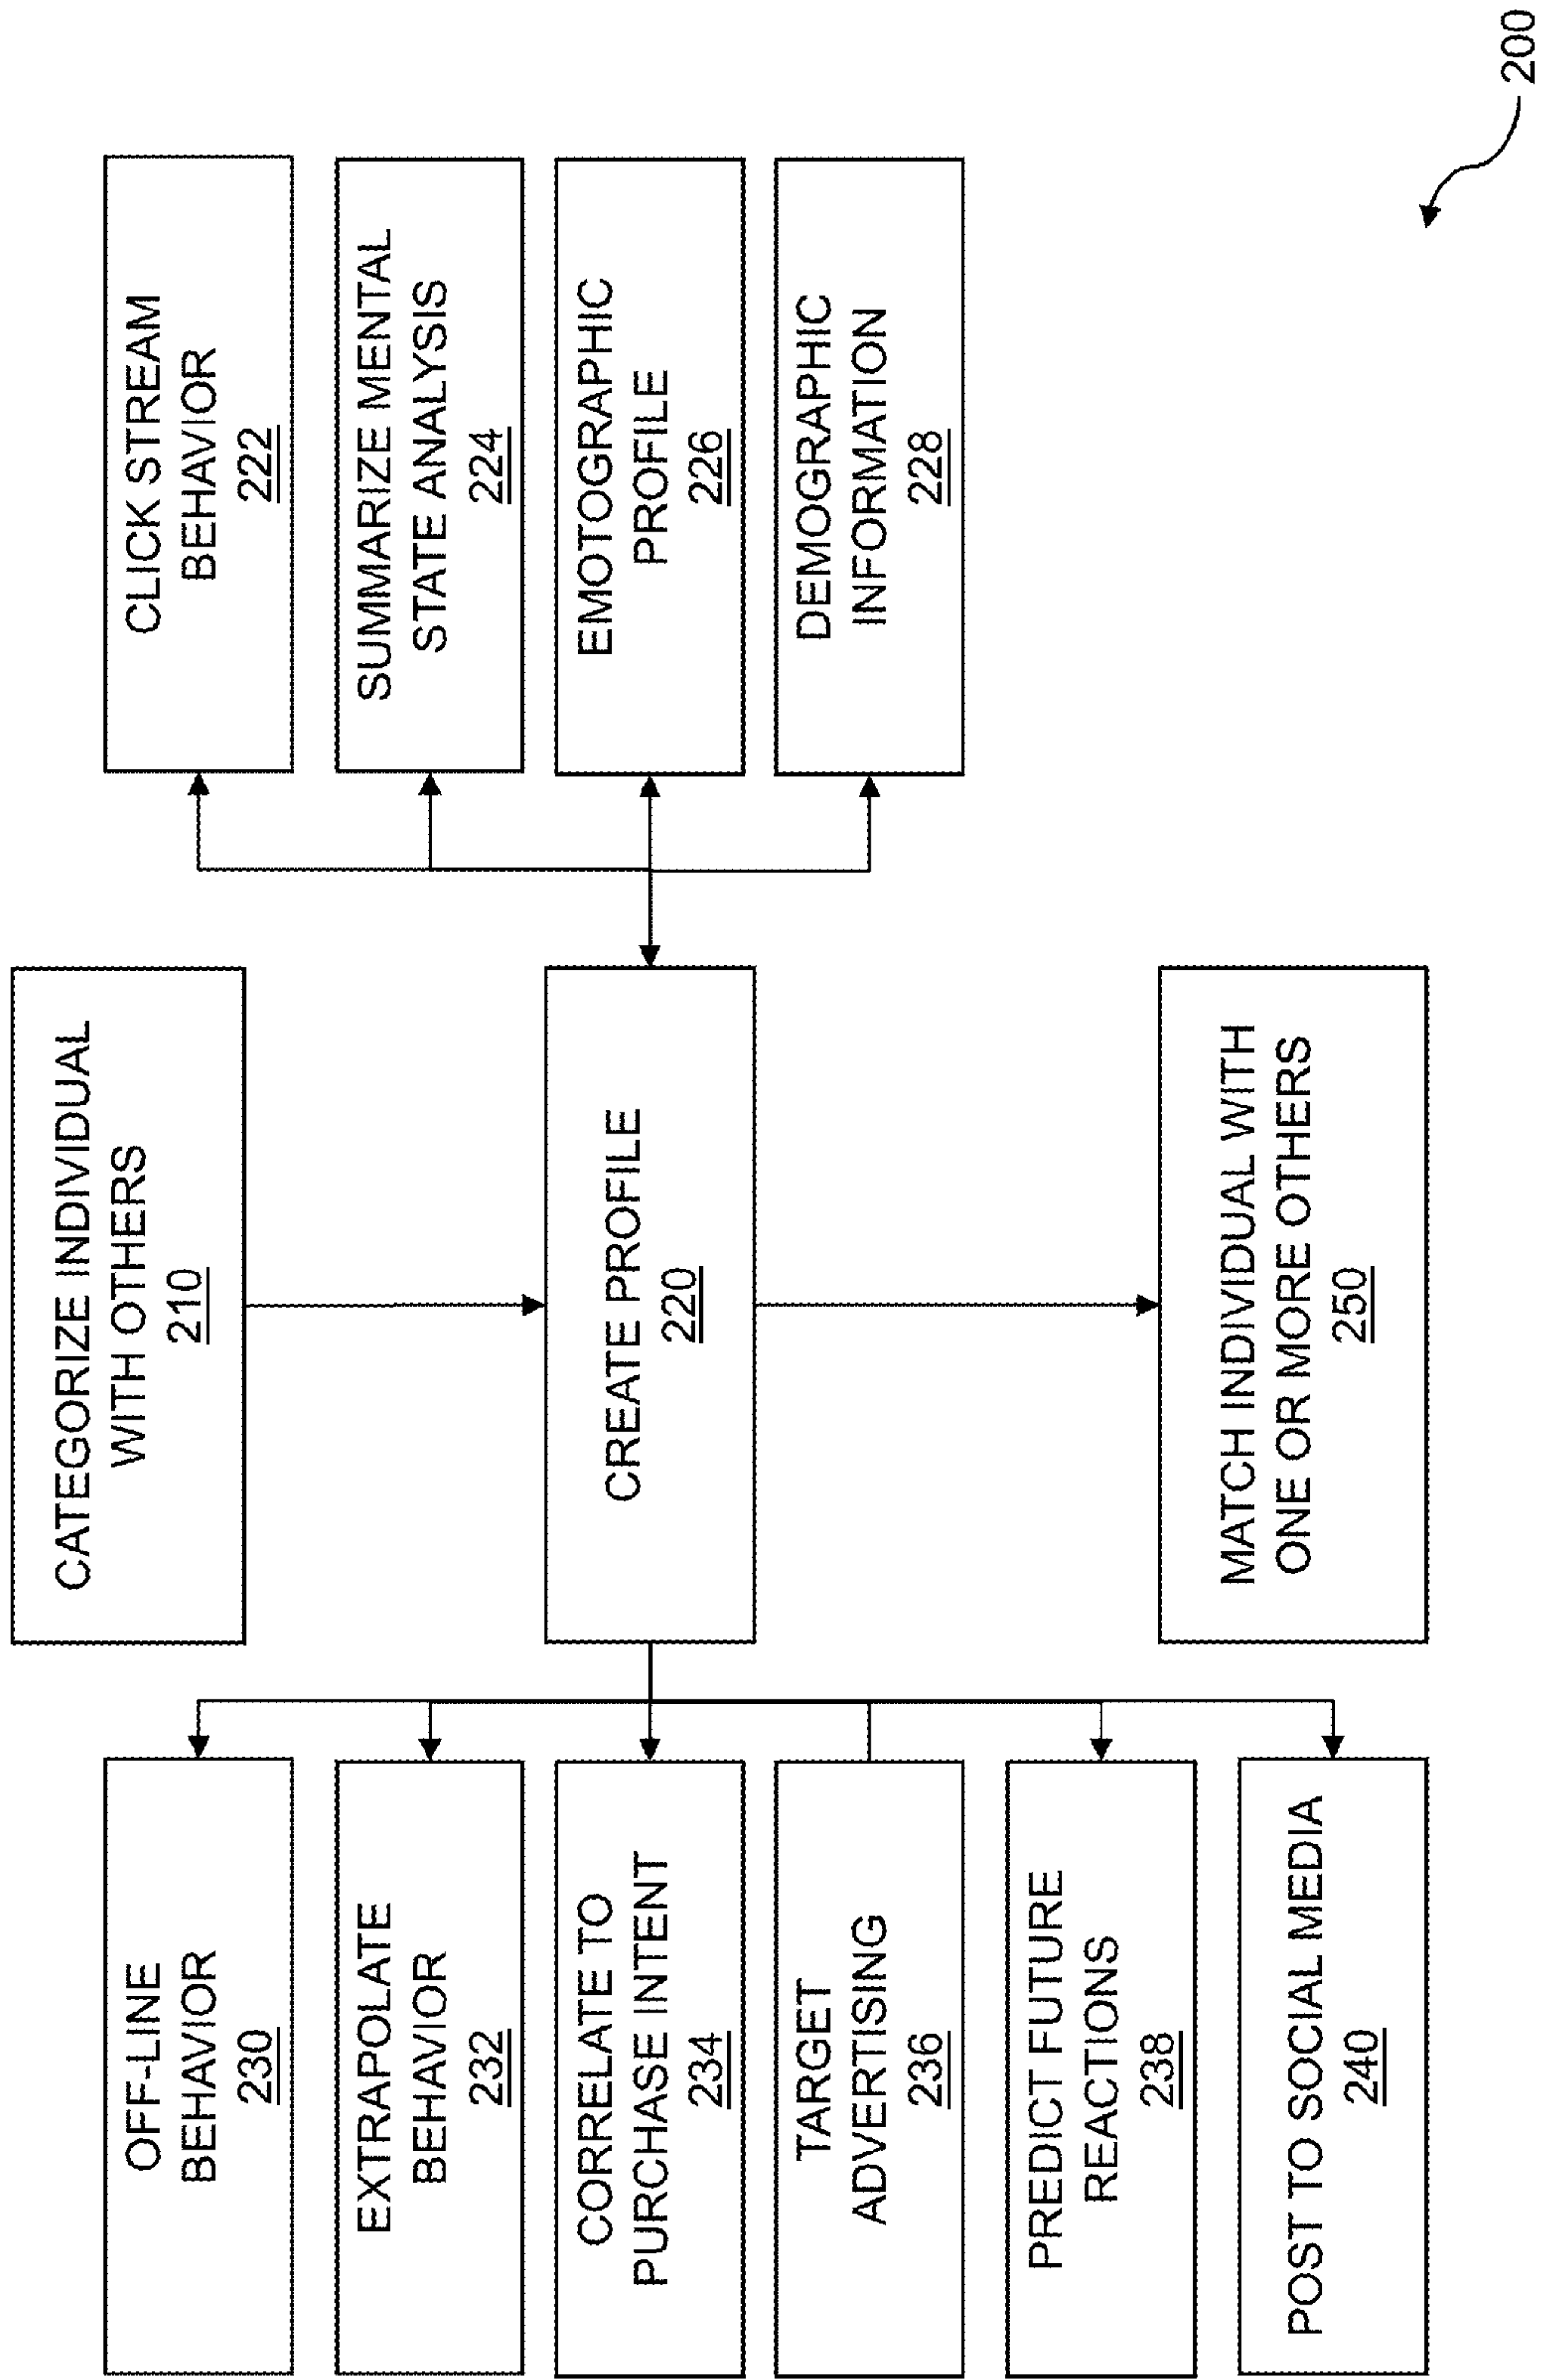 CATEGORIZE INDIVIDUAL
WITH OTHERS
210
CREATE PROFILE
220
MATCH INDIVIDUAL WITH
ONE OR MORE OTHERS
250
OFF-LINE
BEHAVIOR
230
EXTRAPOLATE
BEHAVIOR
232
CORRELATE TO
PURCHASE INTENT
234
TARGET
ADVERTISING
236
PREDICT FUTURE
REACTIONS
238
POST TO SOCIAL MEDIA
240
CLICK STREAM
BEHAVIOR
222
SUMMARIZE MENTAL
STATE ANALYSIS
224
EMOTOGRAPHIC
PROFILE
226
DEMOGRAPHIC
INFORMATION
228
200